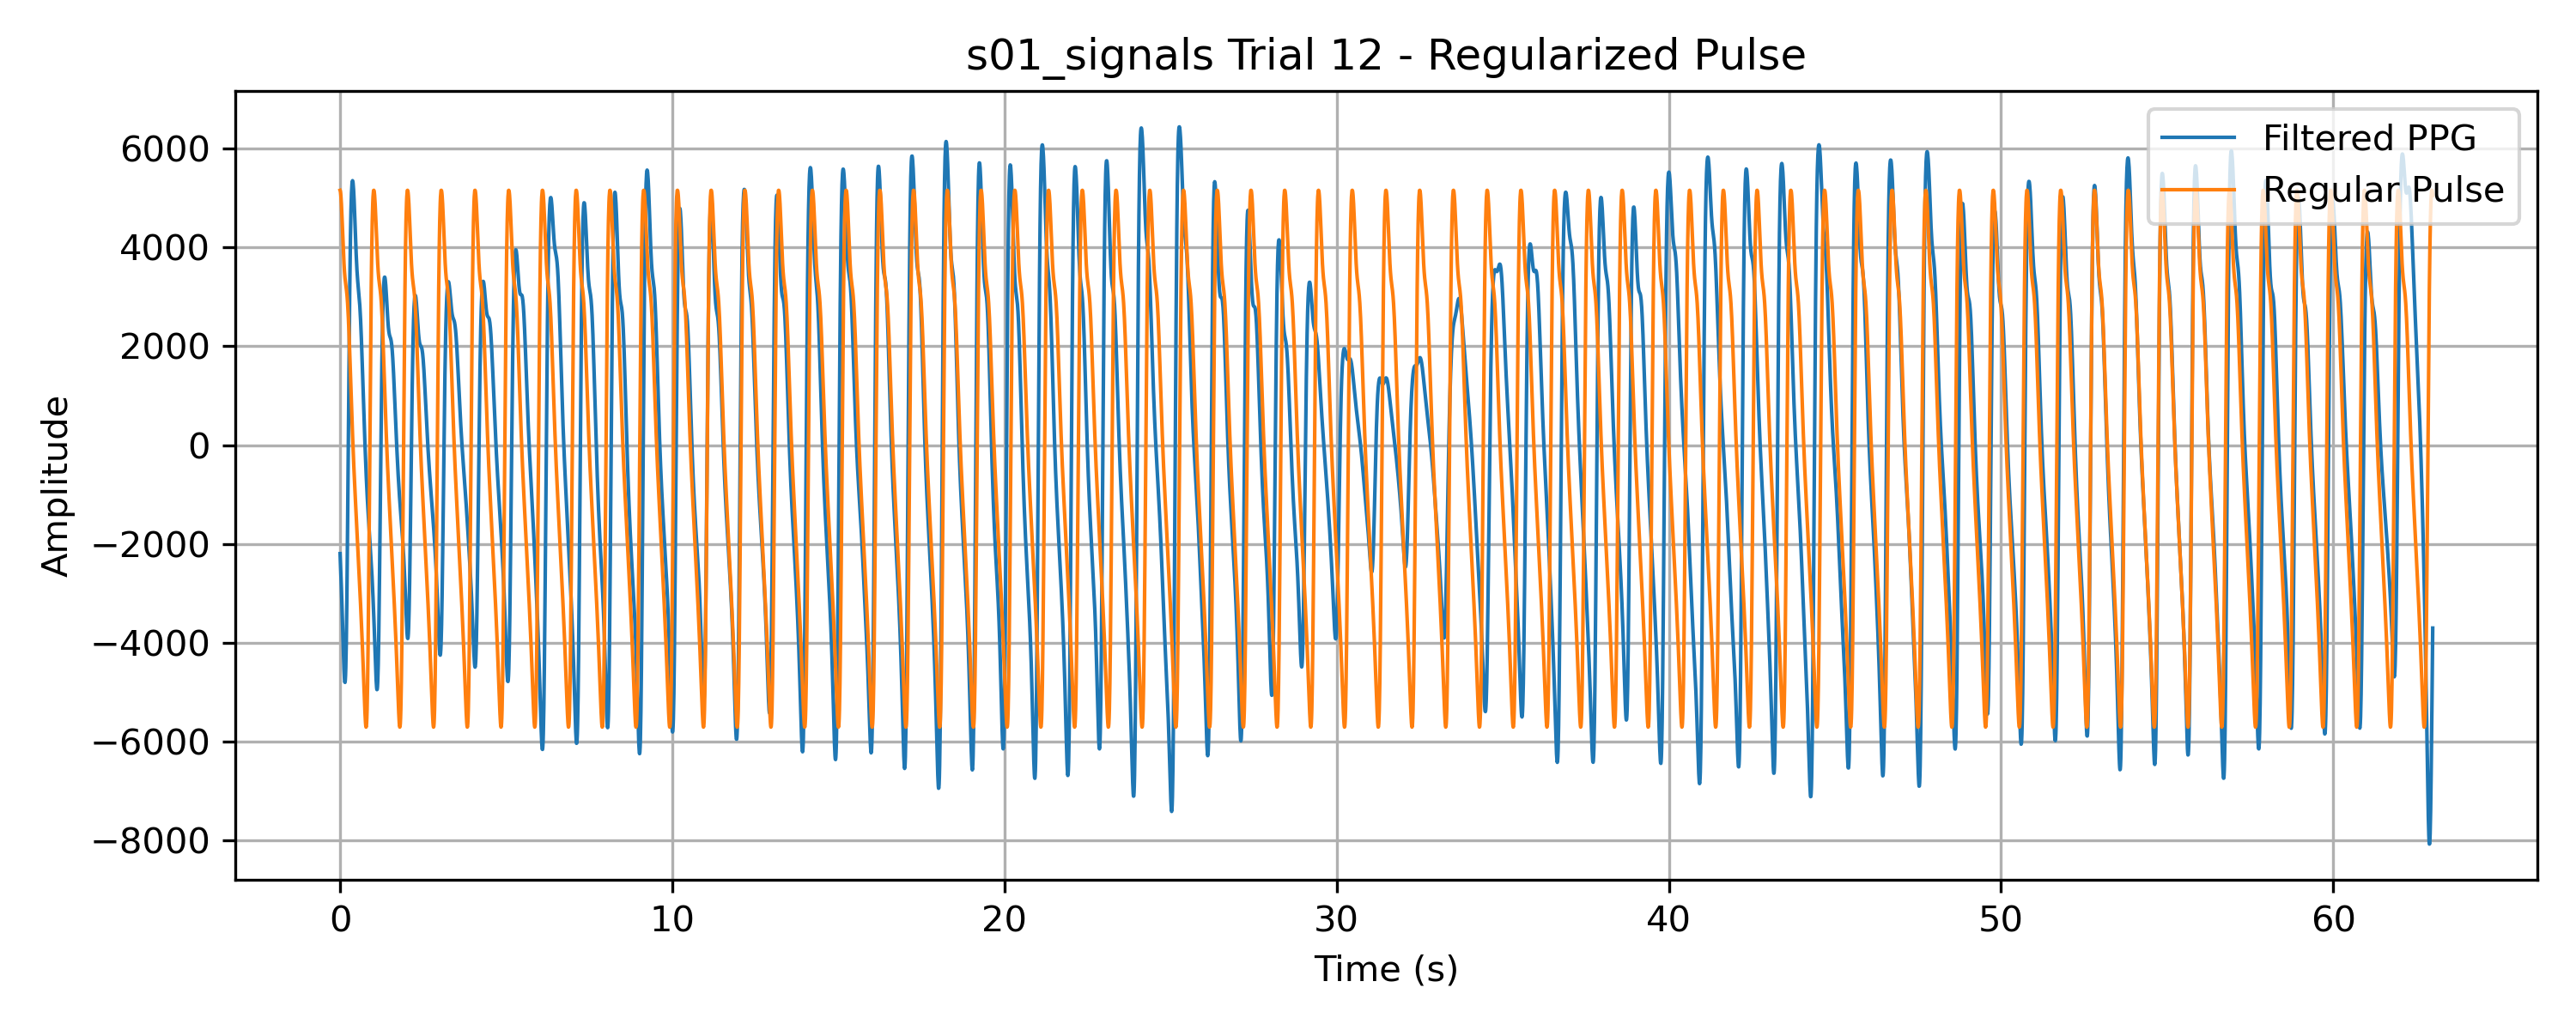 s01_signals Trial 12 - Regularized Pulse
Filtered PPG
Regular Pulse
6000
4000
2000
0
−2000
−4000
−6000
−8000
Amplitude
0 10 20 30 40 50 60
Time (s)